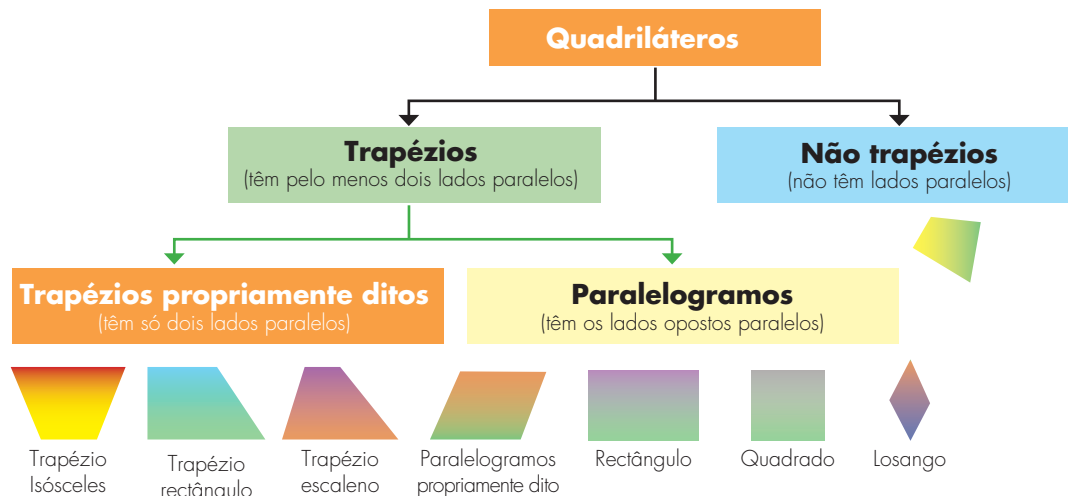 Quadriláteros
Trapézios
(têm pelo menos dois lados paralelos)
Não trapézios
(não têm lados paralelos)
Trapézios propriamente ditos
(têm só dois lados paralelos)
Paralelogramos
(têm os lados opostos paralelos)
Trapézio
Isósceles
Trapézio
rectângulo
Trapézio
escaleno
Paralelogramos
propriamente dito
Rectângulo
Quadrado
Losango